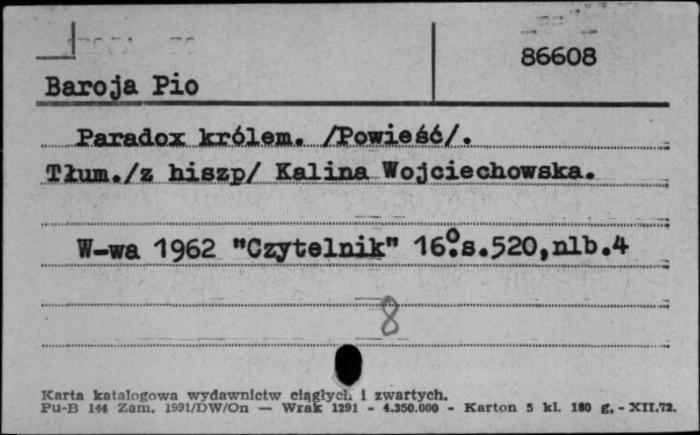 86608
Baroja Pio
Paradox królem. /Powieść/.
Tłum./z hiszp/ Kalina Wojciechowska.
W-wa 1962 "Czytelnik" 16°.s.520,nlb.4
8
Karta katalogowa wydawnictw ciągłych i zwartych.
Pu-B 144 Zam. 1991/DW/On — Wrak 1291 - 4.350.000 - Karton 5 kl. 180 g. - XII.72.